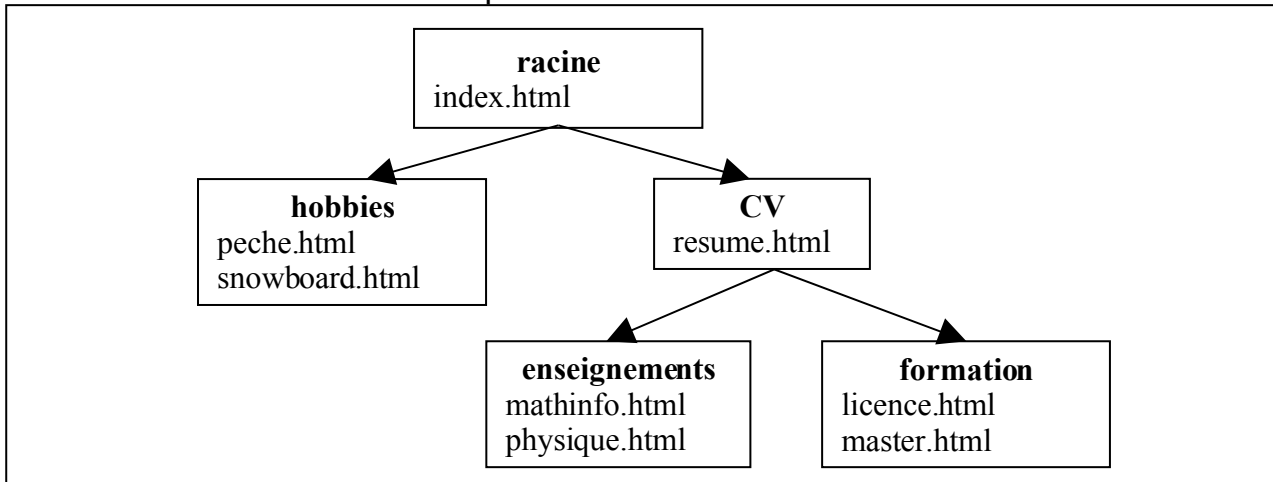 racine
index.html
hobbies
peche.html
snowboard.html
CV
resume.html
enseignements
mathinfo.html
physique.html
formation
licence.html
master.html